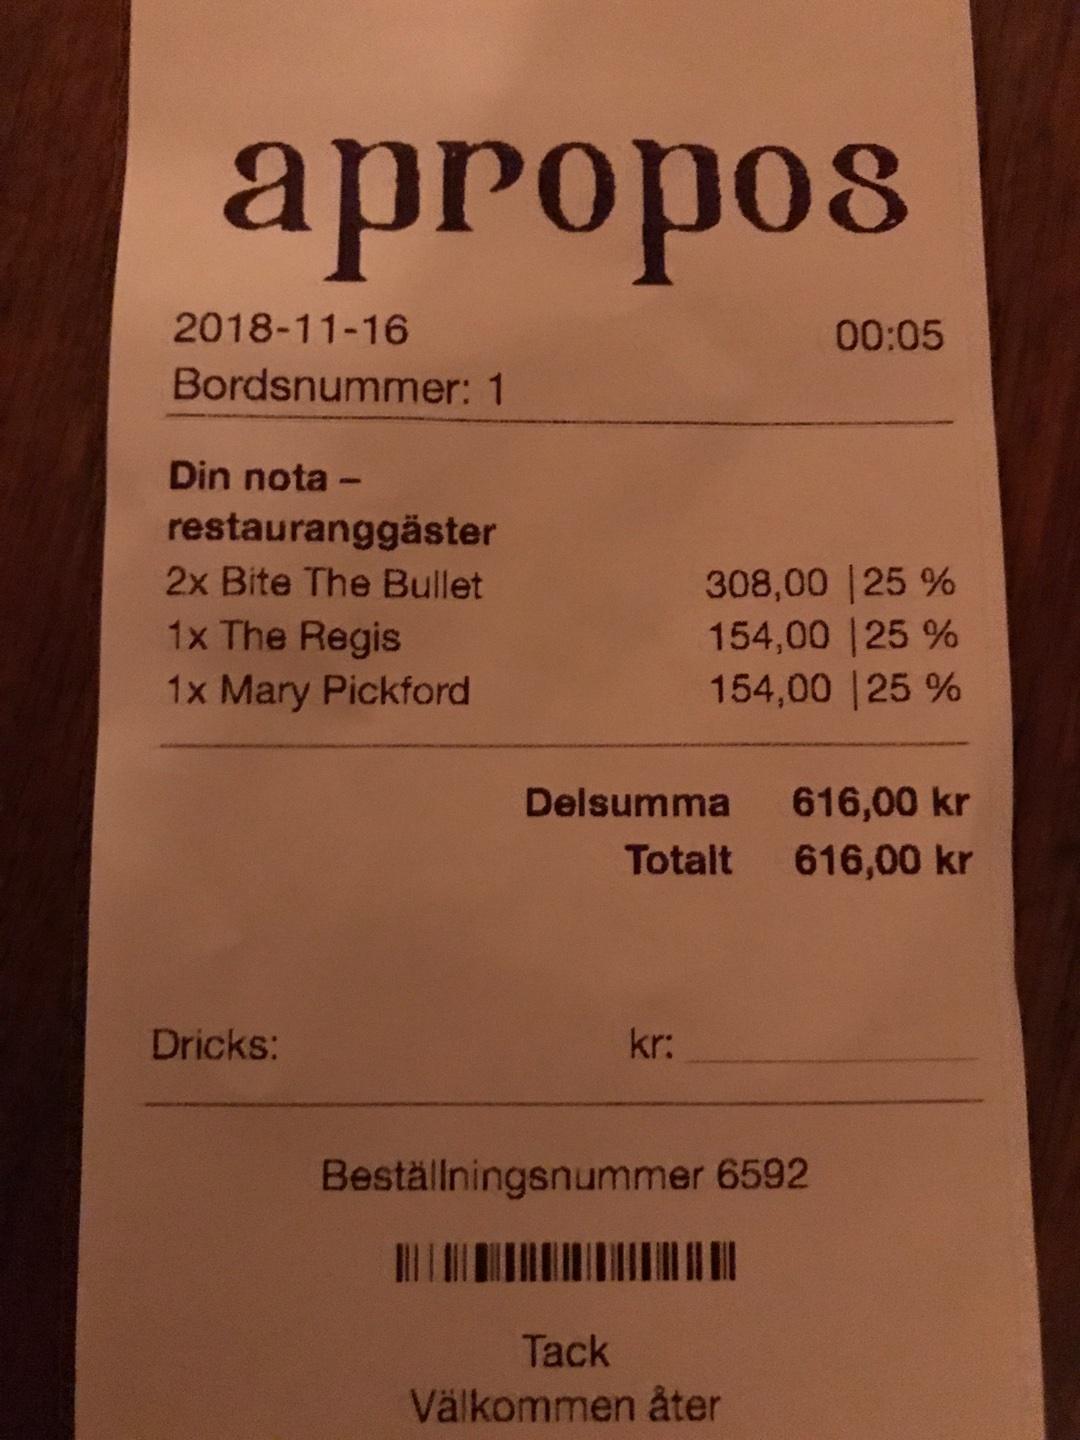 apropos
2018-11-16 00:05
Bordsnummer: 1
Din nota –
restauranggäster
2x Bite The Bullet 308,00 |25 %
1x The Regis 154,00 |25 %
1x Mary Pickford 154,00 |25 %
Delsumma 616,00 kr
Totalt 616,00 kr
Dricks: kr:
Beställningsnummer 6592
Tack
Välkommen åter